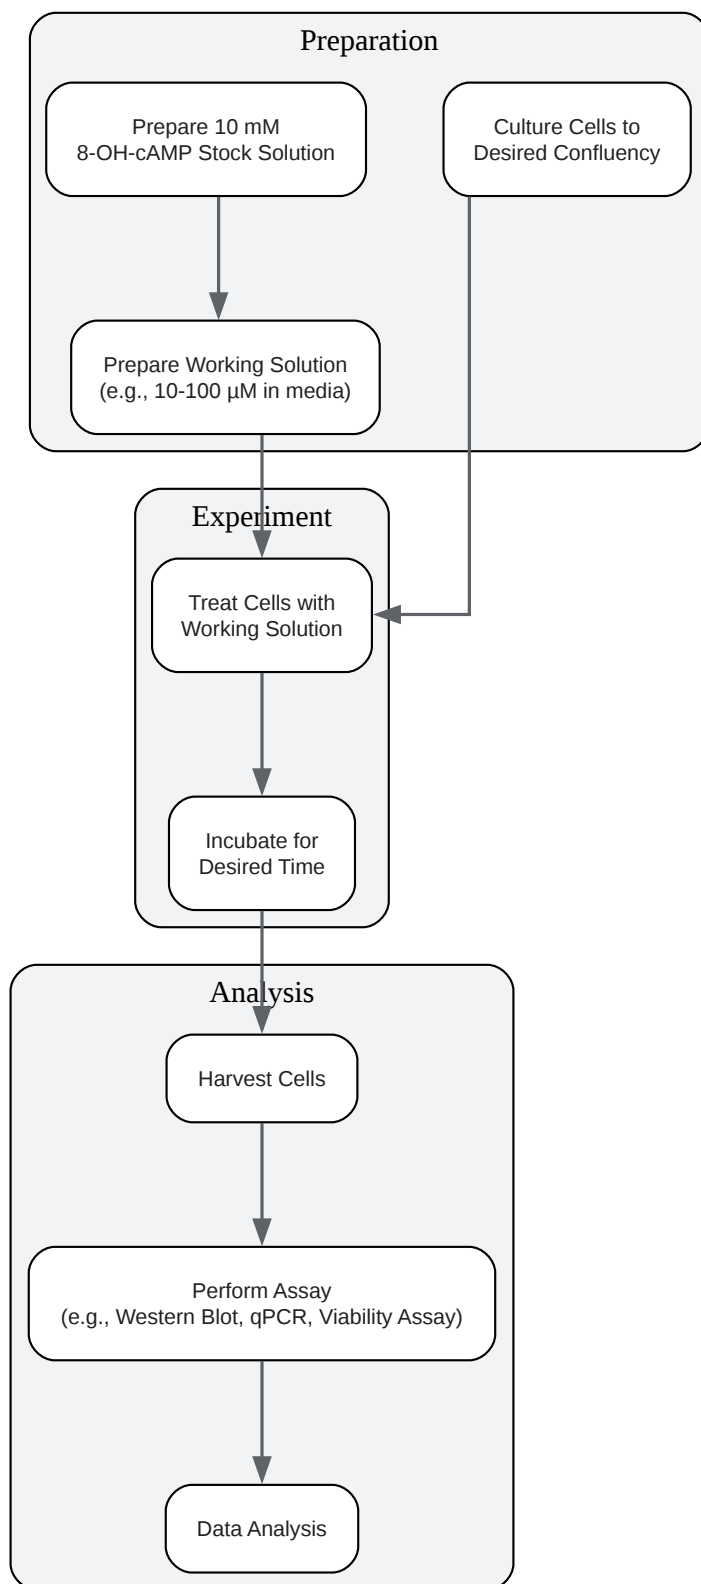 Preparation
Prepare 10 mM
8-OH-cAMP Stock Solution
Culture Cells to
Desired Confluency
Prepare Working Solution
(e.g., 10-100 µM in media)
Experiment
Treat Cells with
Working Solution
Incubate for
Desired Time
Analysis
Harvest Cells
Perform Assay
(e.g., Western Blot, qPCR, Viability Assay)
Data Analysis